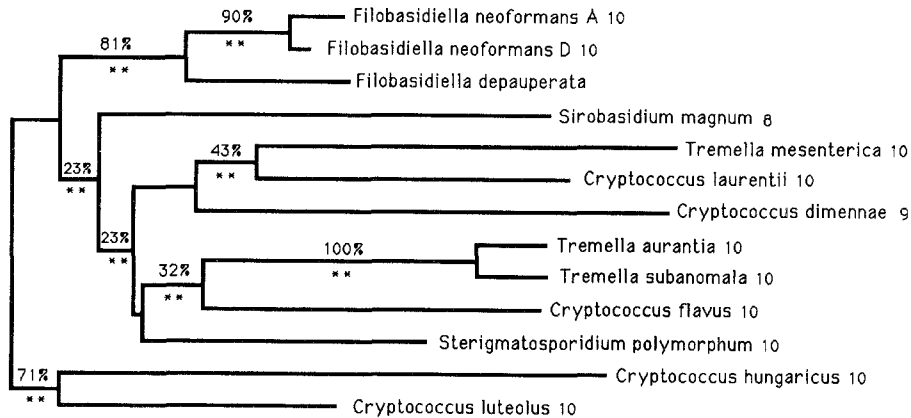 90%
Filobasidiella neoformans A 10
**
81%
Filobasidiella neoformans D 10
**
Filobasidiella depauperata
Sirobasidium magnum 8
43%
Tremella mesenterica 10
23%
**
**
Cryptococcus laurentii 10
Cryptococcus dimennae 9
23%
100%
Tremella aurantia 10
**
32%
**
Tremella subanomala 10
**
Cryptococcus flavus 10
Sterigmatosporidium polymorphum 10
71%
Cryptococcus hungaricus 10
**
Cryptococcus luteolus 10